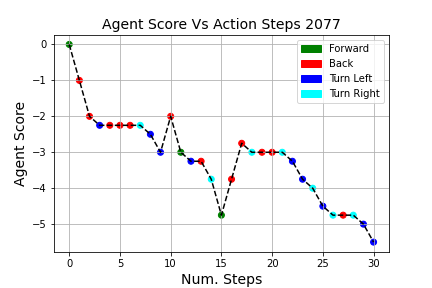 Agent Score Vs Action Steps 2077
Forward
Back
Turn Left
Turn Right
Agent Score
0
−1
−2
−3
−4
−5
0 5 10 15 20 25 30
Num. Steps